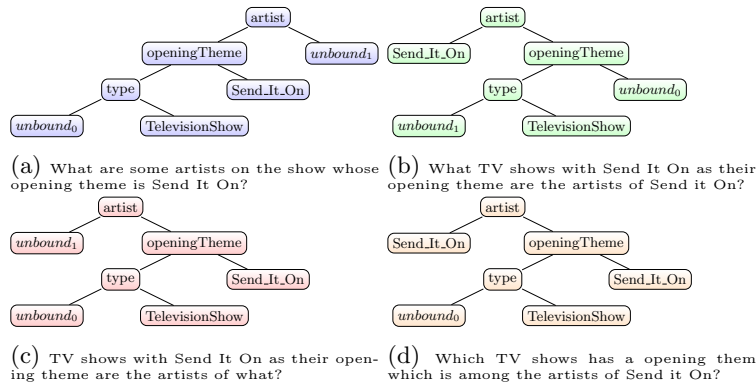 artist
openingTheme unbound₁
type Send_It_On
unbound₀ TelevisionShow
(a) What are some artists on the show whose
opening theme is Send It On?
artist
Send_It_On openingTheme
type unbound₀
unbound₁ TelevisionShow
(b) What TV shows with Send It On as their
opening theme are the artists of Send it On?
artist
unbound₁ openingTheme
type Send_It_On
unbound₀ TelevisionShow
(c) TV shows with Send It On as their open-
ing theme are the artists of what?
artist
Send_It_On openingTheme
type Send_It_On
unbound₀ TelevisionShow
(d) Which TV shows has a opening them
which is among the artists of Send it On?